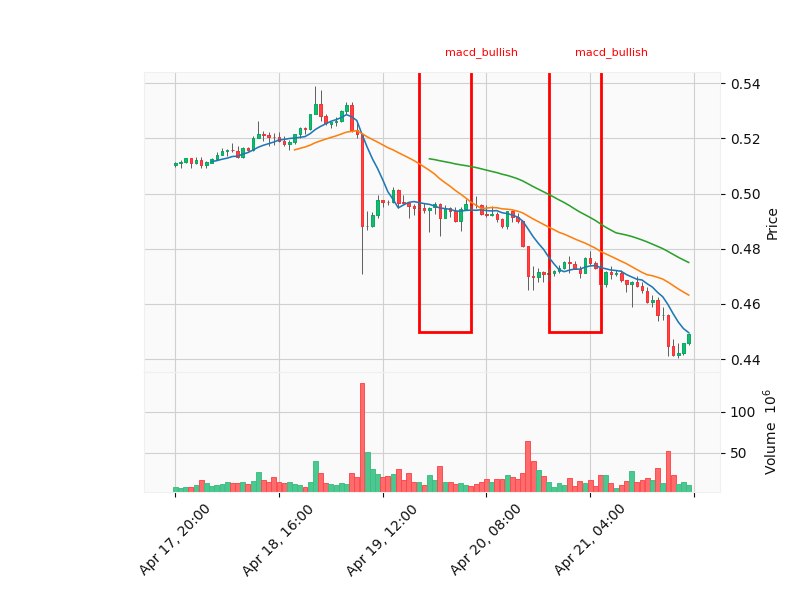 macd_bullish macd_bullish
0.54
0.52
0.50
0.48
0.46
0.44
Price
100
50
Volume 10^6
Apr 17, 20:00
Apr 18, 16:00
Apr 19, 12:00
Apr 20, 08:00
Apr 21, 04:00